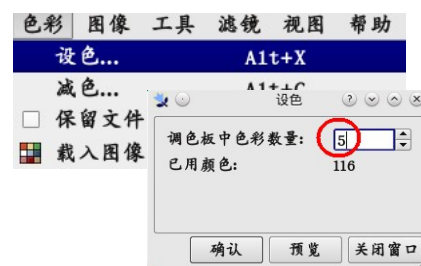 色彩 图像 工具 滤镜 视图 帮助
设色... Alt+X
减色... Alt+C
保留文件
载入图像
设色
调色板中色彩数量: 5
已用颜色: 116
确认 预览 关闭窗口